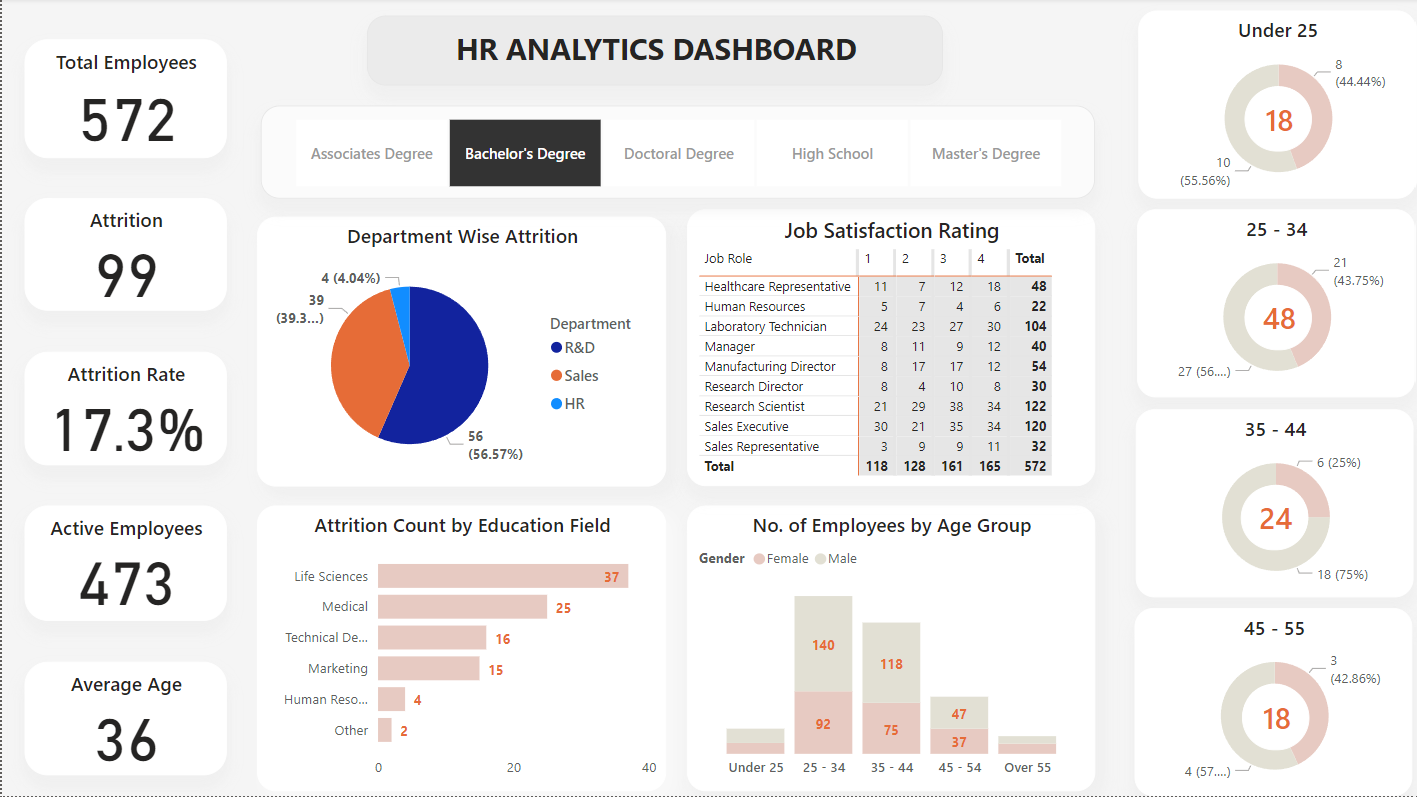 HR ANALYTICS DASHBOARD
Total Employees
572
Attrition
99
Attrition Rate
17.3%
Active Employees
473
Average Age
36
Associates Degree Bachelor's Degree Doctoral Degree High School Master's Degree
Department Wise Attrition
4 (4.04%)
39
(39.3...)
56
(56.57%)
Department
R&D
Sales
HR
Job Satisfaction Rating
Job Role 1 2 3 4 Total
Healthcare Representative 11 7 12 18 48
Human Resources 5 7 4 6 22
Laboratory Technician 24 23 27 30 104
Manager 8 11 9 12 40
Manufacturing Director 8 17 17 12 54
Research Director 8 4 10 8 30
Research Scientist 21 29 38 34 122
Sales Executive 30 21 35 34 120
Sales Representative 3 9 9 11 32
Total 118 128 161 165 572
Attrition Count by Education Field
Life Sciences 37
Medical 25
Technical De... 16
Marketing 15
Human Reso... 4
Other 2
0 20 40
No. of Employees by Age Group
Gender Female Male
140
118
92
75
47
37
Under 25 25 - 34 35 - 44 45 - 54 Over 55
Under 25
8
(44.44%)
18
10
(55.56%)
25 - 34
21
(43.75%)
48
27 (56....)
35 - 44
6 (25%)
24
18 (75%)
45 - 55
3
(42.86%)
18
4 (57....)